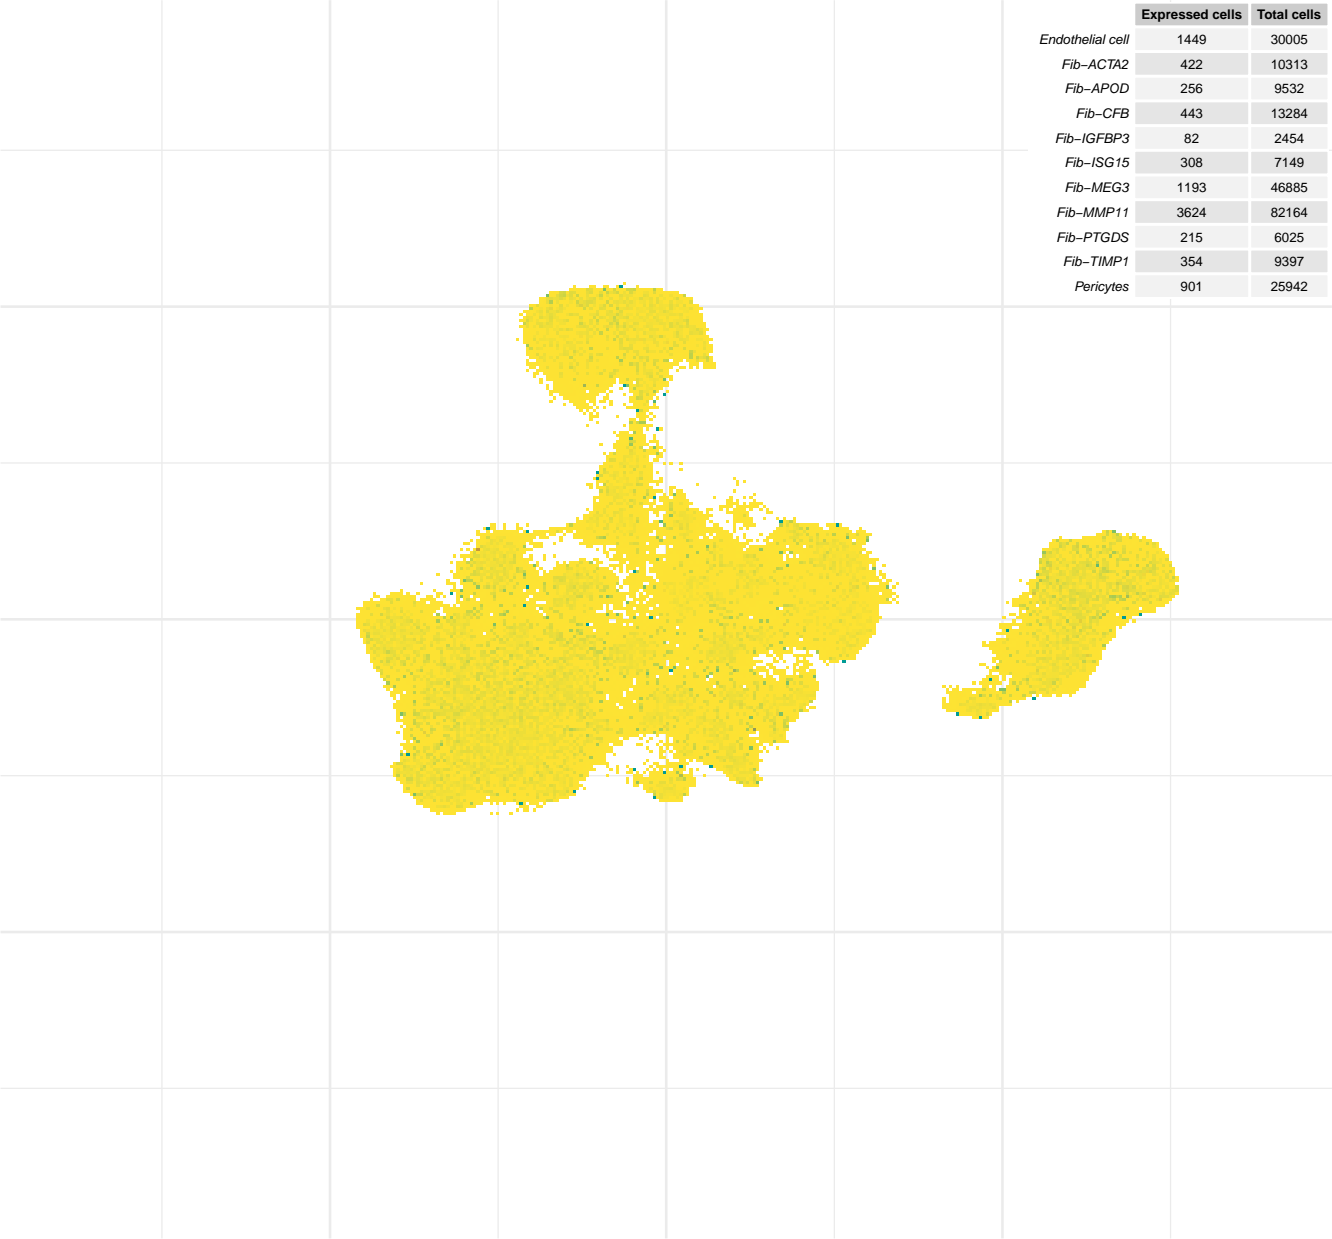 Expressed cells Total cells
Endothelial cell 1449 30005
Fib−ACTA2 422 10313
Fib−APOD 256 9532
Fib−CFB 443 13284
Fib−IGFBP3 82 2454
Fib−ISG15 308 7149
Fib−MEG3 1193 46885
Fib−MMP11 3624 82164
Fib−PTGDS 215 6025
Fib−TIMP1 354 9397
Pericytes 901 25942